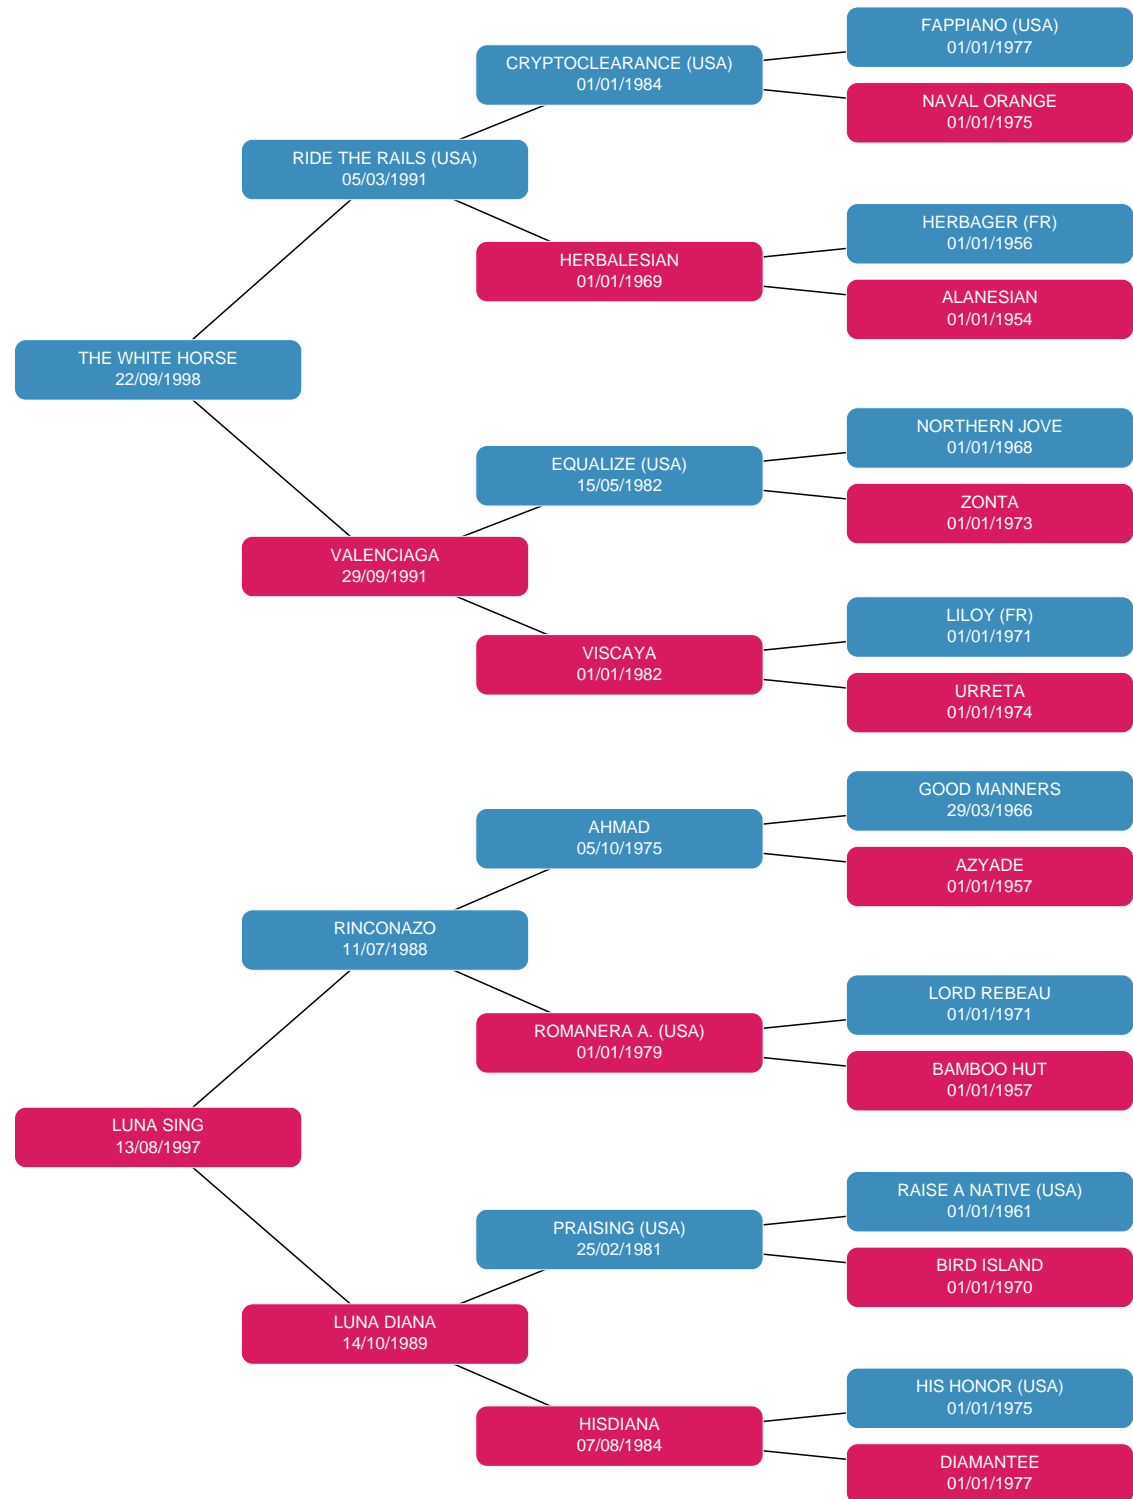 FAPPIANO (USA)
01/01/1977
CRYPTOCLEARANCE (USA)
01/01/1984
NAVAL ORANGE
01/01/1975
RIDE THE RAILS (USA)
05/03/1991
HERBAGER (FR)
01/01/1956
HERBALESIAN
01/01/1969
ALANESIAN
01/01/1954
THE WHITE HORSE
22/09/1998
NORTHERN JOVE
01/01/1968
EQUALIZE (USA)
15/05/1982
ZONTA
01/01/1973
VALENCIAGA
29/09/1991
LILOY (FR)
01/01/1971
VISCAYA
01/01/1982
URRETA
01/01/1974
GOOD MANNERS
29/03/1966
AHMAD
05/10/1975
AZYADE
01/01/1957
RINCONAZO
11/07/1988
LORD REBEAU
01/01/1971
ROMANERA A. (USA)
01/01/1979
BAMBOO HUT
01/01/1957
LUNA SING
13/08/1997
RAISE A NATIVE (USA)
01/01/1961
PRAISING (USA)
25/02/1981
BIRD ISLAND
01/01/1970
LUNA DIANA
14/10/1989
HIS HONOR (USA)
01/01/1975
HISDIANA
07/08/1984
DIAMANTEE
01/01/1977